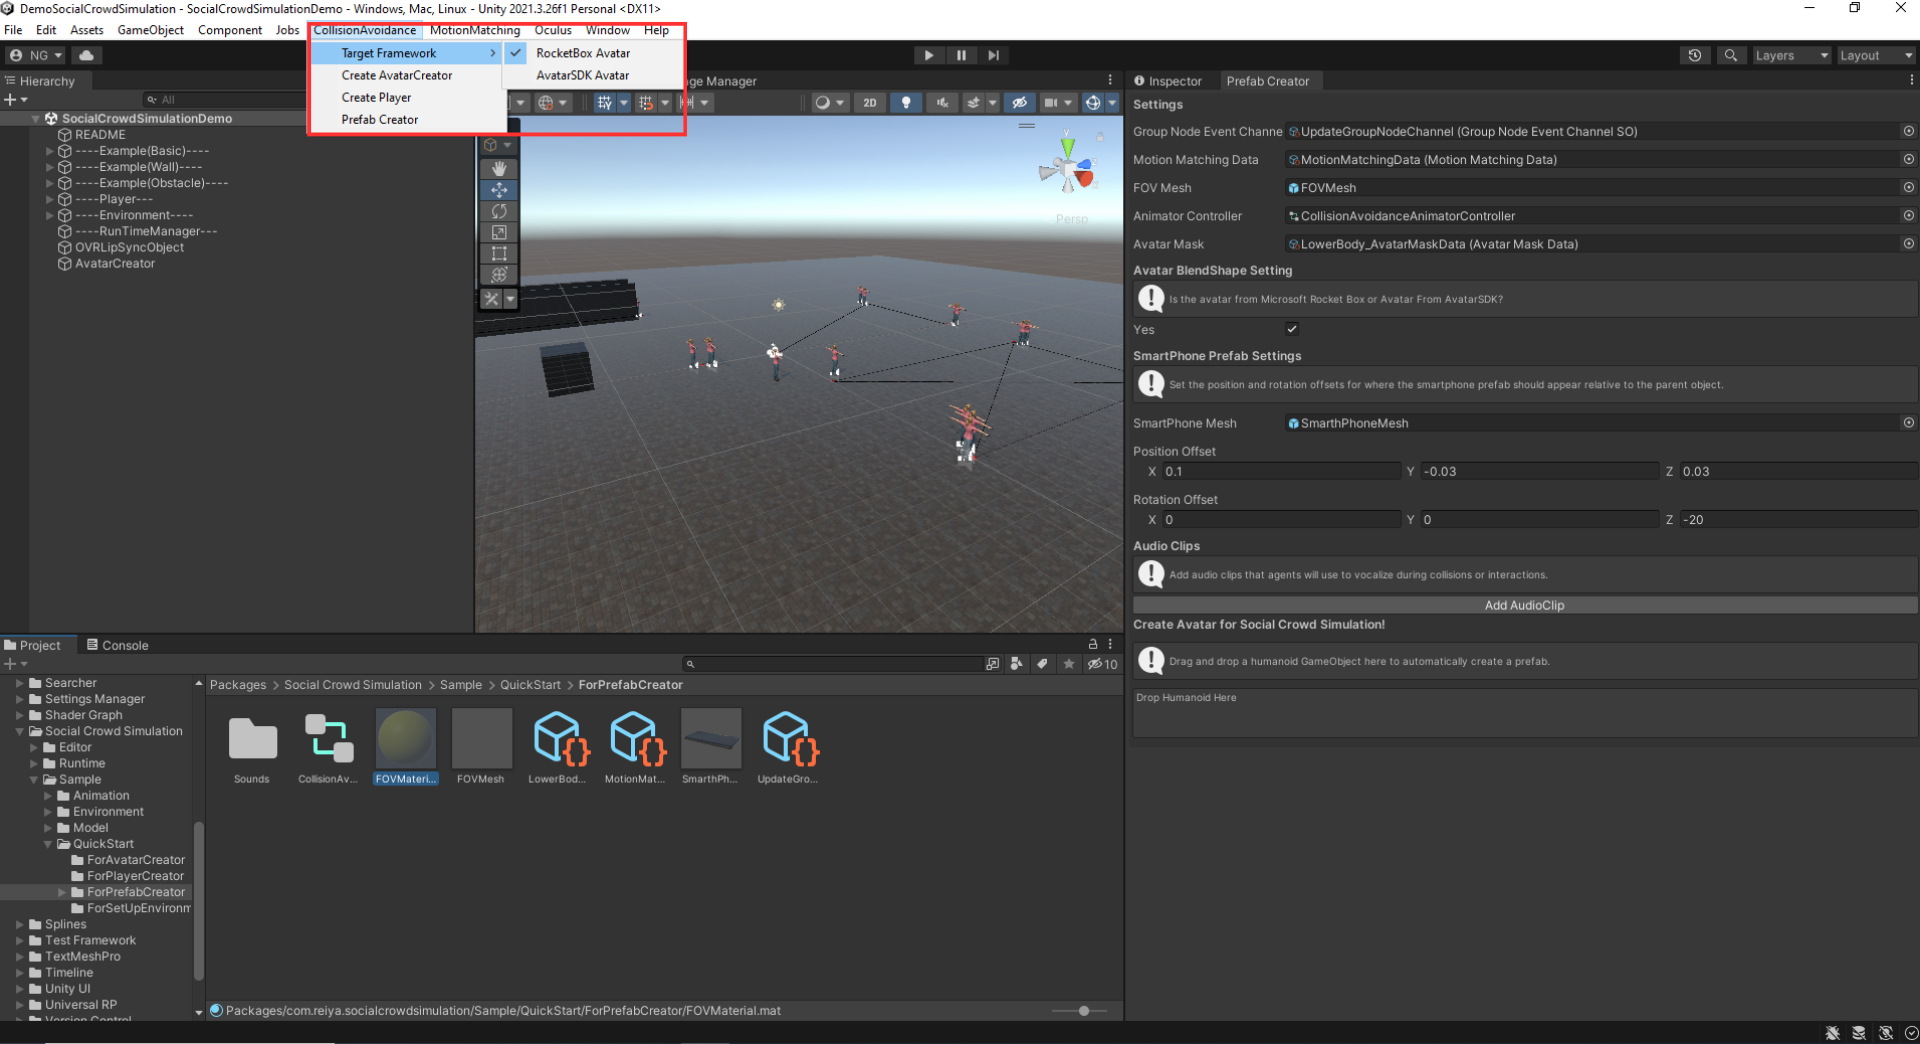 DemoSocialCrowdSimulation - SocialCrowdSimulationDemo - Windows, Mac, Linux - Unity 2021.3.26f1 Personal <DX11>
File Edit Assets GameObject Component Jobs CollisionAvoidance MotionMatching Oculus Window Help
Target Framework
RocketBox Avatar
AvatarSDK Avatar
Create AvatarCreator
Create Player
Prefab Creator
NG
Layers
Layout
Hierarchy
All
SocialCrowdSimulationDemo
README
----Example(Basic)----
----Example(Wall)----
----Example(Obstacle)----
----Player---
----Environment----
----RunTimeManager---
OVRLipSyncObject
AvatarCreator
ge Manager
2D
y
Persp
Inspector
Prefab Creator
Settings
Group Node Event Channe UpdateGroupNodeChannel (Group Node Event Channel SO)
Motion Matching Data MotionMatchingData (Motion Matching Data)
FOV Mesh FOVMesh
Animator Controller CollisionAvoidanceAnimatorController
Avatar Mask LowerBody_AvatarMaskData (Avatar Mask Data)
Avatar BlendShape Setting
Is the avatar from Microsoft Rocket Box or Avatar From AvatarSDK?
Yes
SmartPhone Prefab Settings
Set the position and rotation offsets for where the smartphone prefab should appear relative to the parent object.
SmartPhone Mesh SmarthPhoneMesh
Position Offset
X 0.1 Y -0.03 Z 0.03
Rotation Offset
X 0 Y 0 Z -20
Audio Clips
Add audio clips that agents will use to vocalize during collisions or interactions.
Add AudioClip
Create Avatar for Social Crowd Simulation!
Drag and drop a humanoid GameObject here to automatically create a prefab.
Drop Humanoid Here
Project
Console
10
Searcher
Settings Manager
Shader Graph
Social Crowd Simulation
Editor
Runtime
Sample
Animation
Environment
Model
QuickStart
ForAvatarCreator
ForPlayerCreator
ForPrefabCreator
ForSetUpEnvironm
Splines
Test Framework
TextMeshPro
Timeline
Unity UI
Universal RP
Version Control
Packages > Social Crowd Simulation > Sample > QuickStart > ForPrefabCreator
Sounds
CollisionAv...
FOVMateri...
FOVMesh
LowerBod...
MotionMat...
SmarthPh...
UpdateGro...
Packages/com.reiya.socialcrowdsimulation/Sample/QuickStart/ForPrefabCreator/FOVMaterial.mat